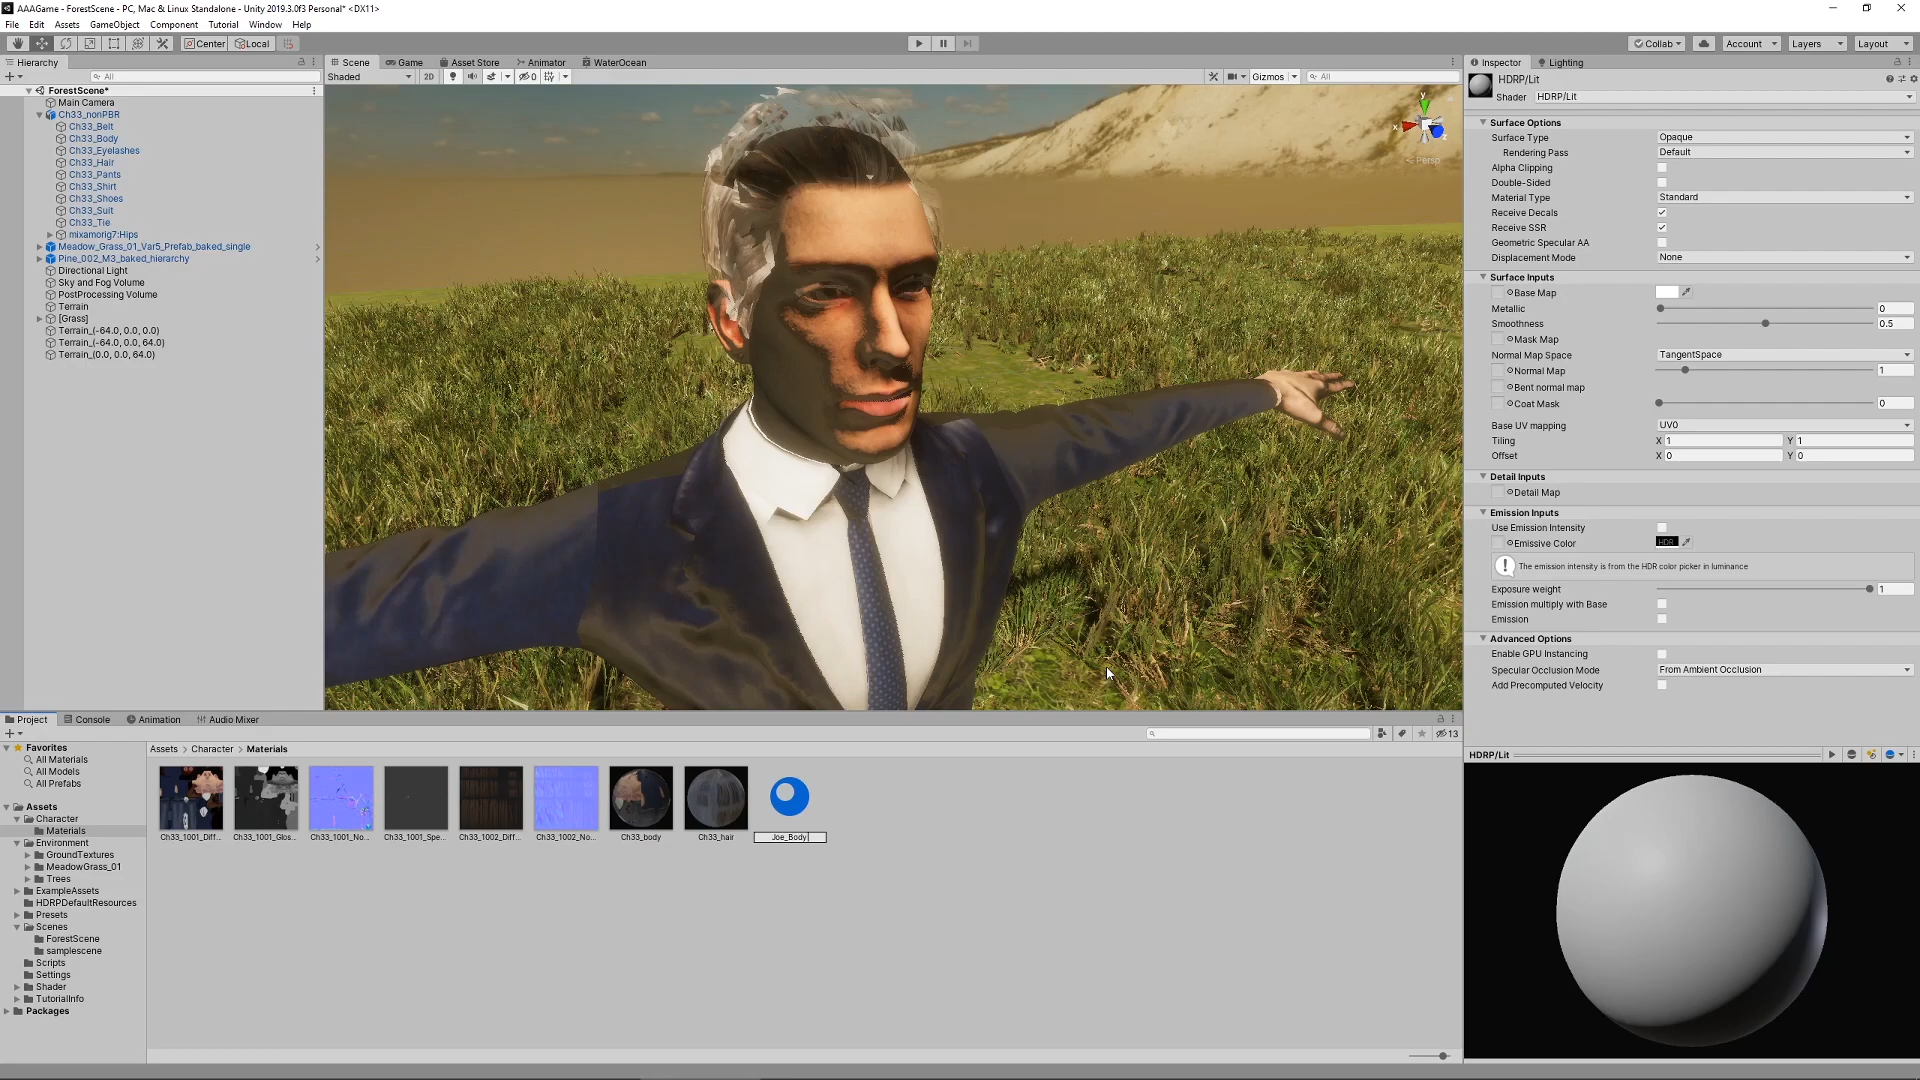 AAAGame - ForestScene - PC, Mac & Linux Standalone - Unity 2019.3.0f3 Personal* <DX11>
File Edit Assets GameObject Component Tutorial Window Help
Center Local Collab Account Layers Layout
Hierarchy
All
ForestScene*
Main Camera
Ch33_nonPBR
Ch33_Belt
Ch33_Body
Ch33_Eyelashes
Ch33_Hair
Ch33_Pants
Ch33_Shirt
Ch33_Shoes
Ch33_Suit
Ch33_Tie
mixamorig7:Hips
Meadow_Grass_01_Var5_Prefab_baked_single
Pine_002_M3_baked_hierarchy
Directional Light
Sky and Fog Volume
PostProcessing Volume
Terrain
[Grass]
Terrain_(-64.0, 0.0, 0.0)
Terrain_(-64.0, 0.0, 64.0)
Terrain_(0.0, 0.0, 64.0)
Scene Game Asset Store Animator WaterOcean
Shaded 2D 0 Gizmos All
y
x
z
< Persp
Inspector Lighting
HDRP/Lit
Shader HDRP/Lit
Surface Options
Surface Type Opaque
Rendering Pass Default
Alpha Clipping
Double-Sided
Material Type Standard
Receive Decals
Receive SSR
Geometric Specular AA
Displacement Mode None
Surface Inputs
Base Map
Metallic 0
Smoothness 0.5
Mask Map
Normal Map Space TangentSpace
Normal Map 1
Bent normal map
Coat Mask 0
Base UV mapping UV0
Tiling X 1 Y 1
Offset X 0 Y 0
Detail Inputs
Detail Map
Emission Inputs
Use Emission Intensity
Emissive Color HDR
The emission intensity is from the HDR color picker in luminance
Exposure weight 1
Emission multiply with Base
Emission
Advanced Options
Enable GPU Instancing
Specular Occlusion Mode From Ambient Occlusion
Add Precomputed Velocity
HDRP/Lit
Project Console Animation Audio Mixer
13
Favorites
All Materials
All Models
All Prefabs
Assets
Character
Materials
Environment
GroundTextures
MeadowGrass_01
Trees
ExampleAssets
HDRPDefaultResources
Presets
Scenes
ForestScene
samplescene
Scripts
Settings
Shader
TutorialInfo
Packages
Assets > Character > Materials
Ch33_1001_Diff... Ch33_1001_Glos... Ch33_1001_No... Ch33_1001_Spe... Ch33_1002_Diff... Ch33_1002_No... Ch33_body Ch33_hair Joe_Body